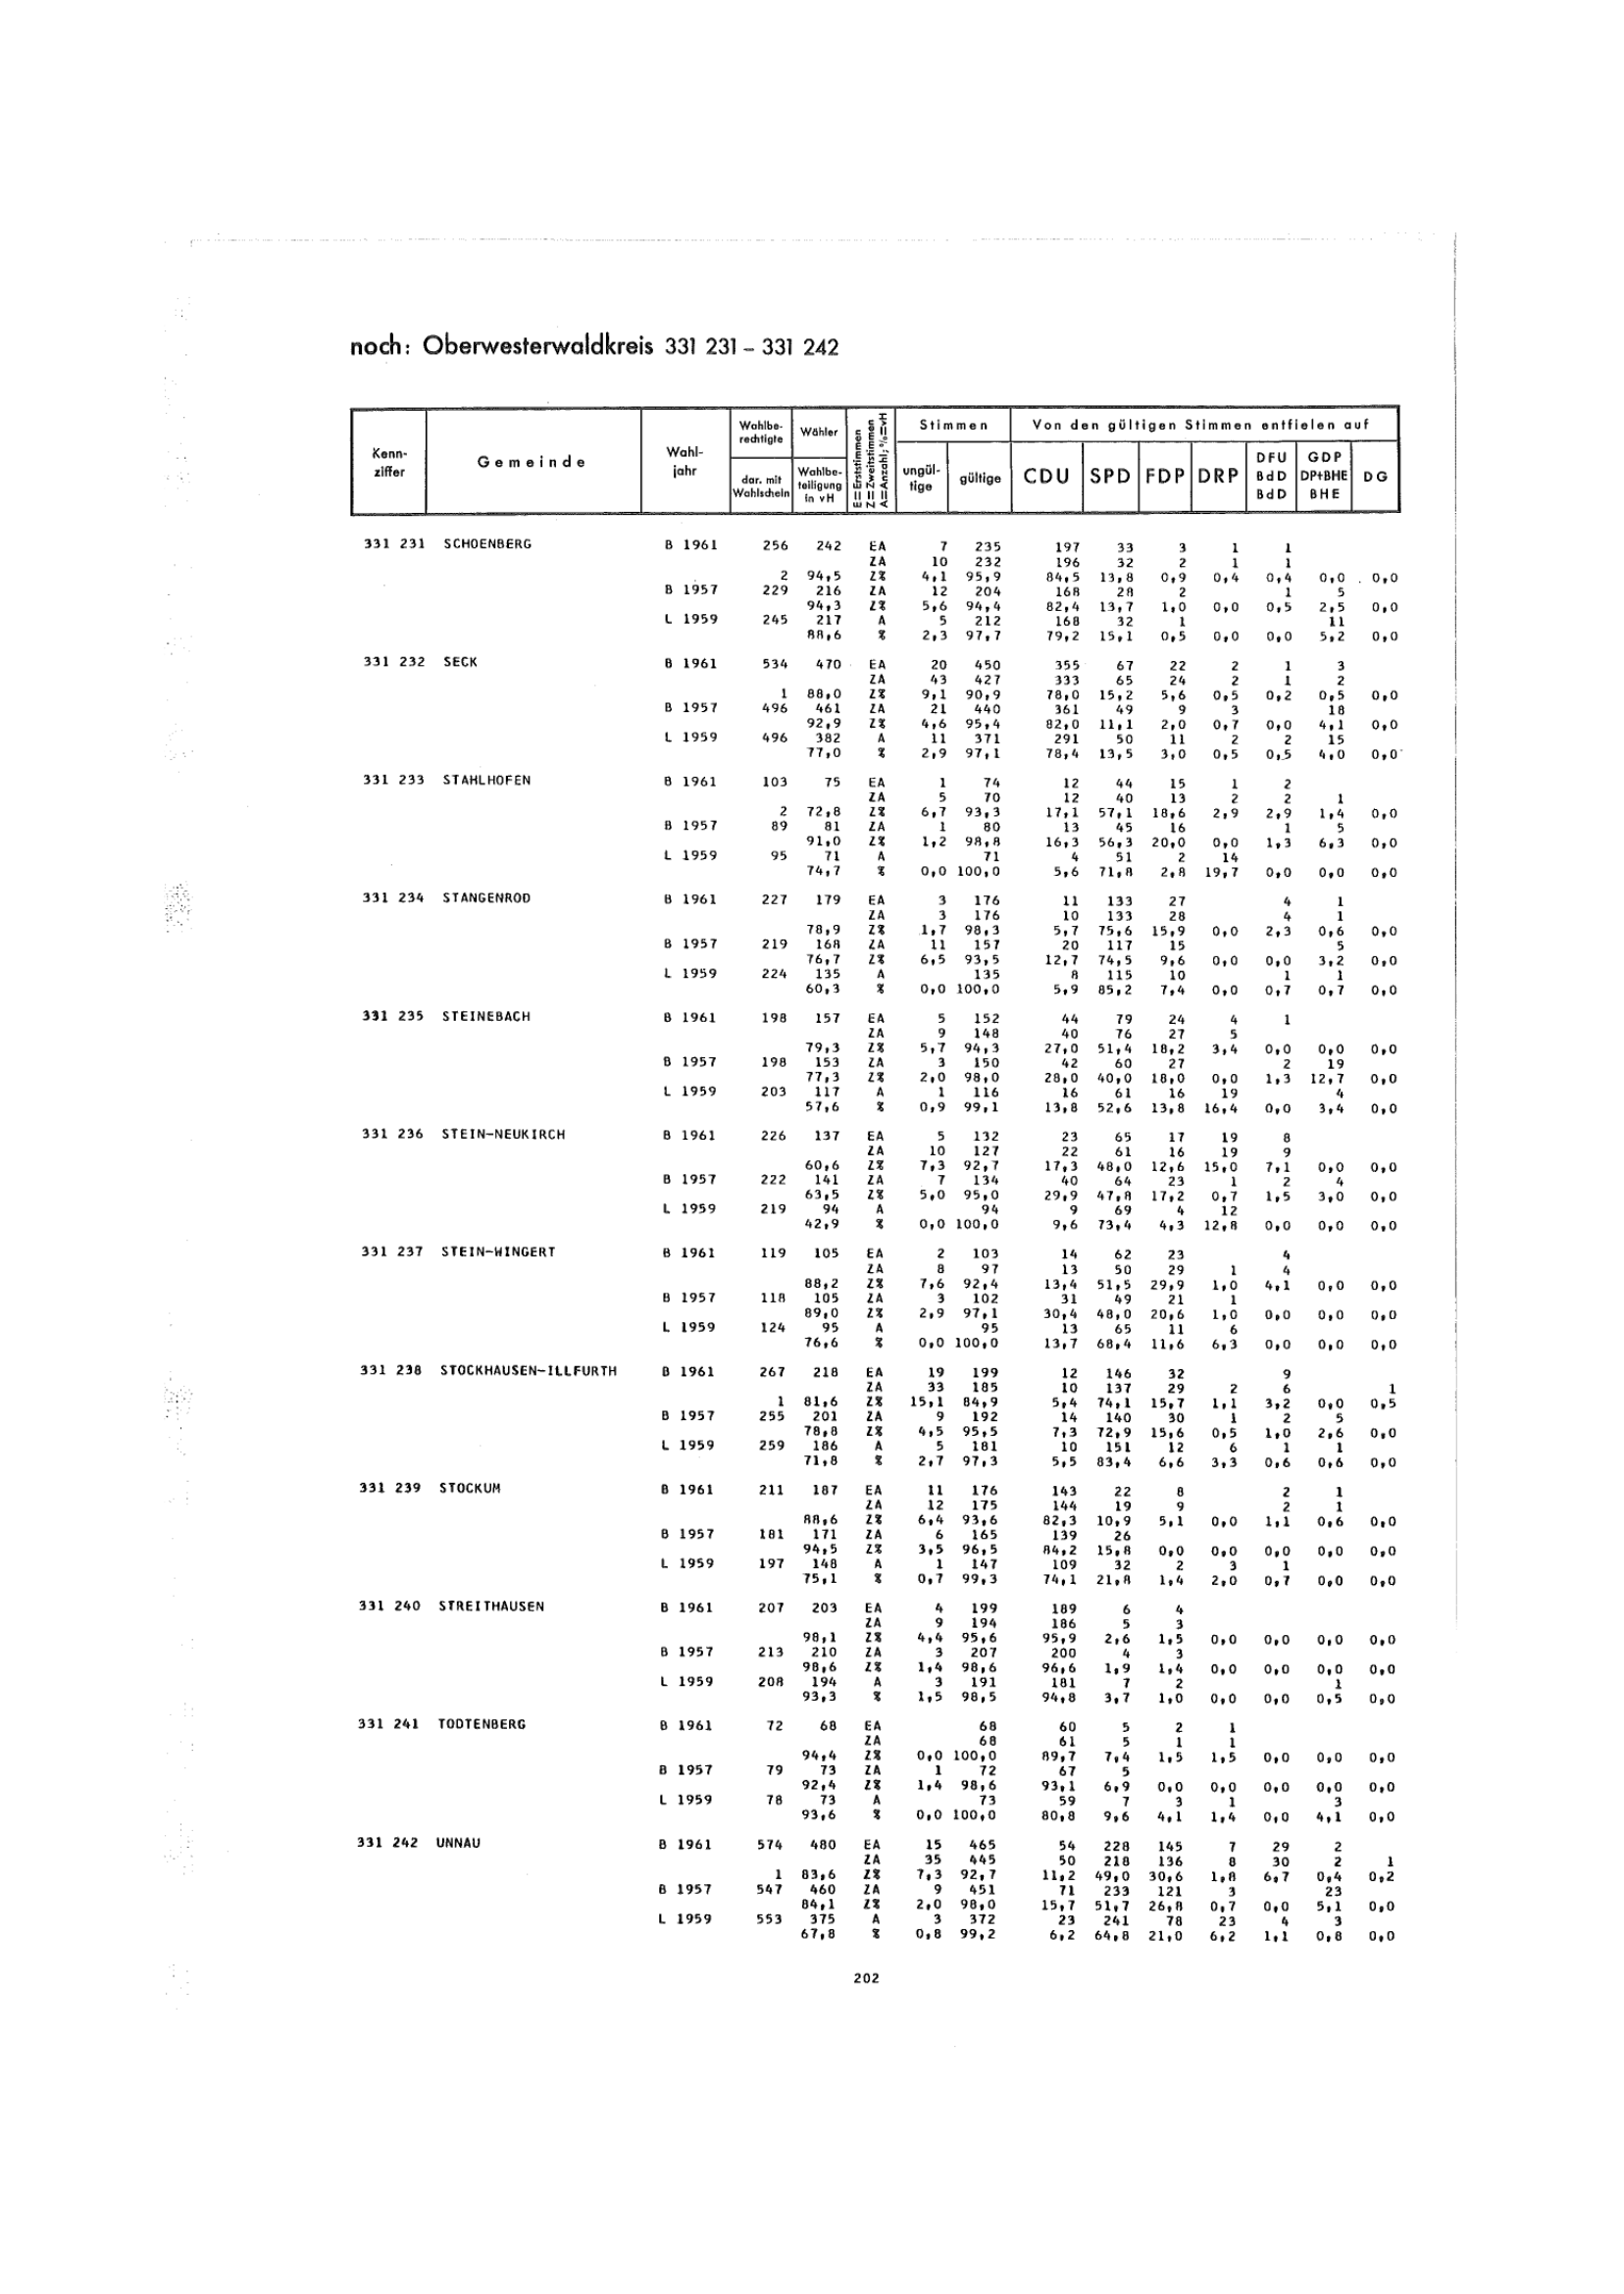 noch: Oberwesterwaldkreis 331 231 – 331 242
Kenn-ziffer | Gemeinde | Wahl-jahr | Wahlbe-rechtigte dar. mit Wahlschein | Wähler Wahlbe-teiligung in vH | E=Erststimmen Z=Zweitstimmen A=Anzahl; %=vH | Stimmen | Von den gültigen Stimmen entfielen auf
ungül-tige | gültige | CDU | SPD | FDP | DRP | DFU BdD BdD | GDP DP+BHE BHE | DG
331 231 SCHOENBERG B 1961 256 242 EA 7 235 197 33 3 1 1
ZA 10 232 196 32 2 1 1
2 94,5 Z% 4,1 95,9 84,5 13,8 0,9 0,4 0,4 0,0 0,0
B 1957 229 216 ZA 12 204 168 28 2 1 5
94,3 Z% 5,6 94,4 82,4 13,7 1,0 0,0 0,5 2,5 0,0
L 1959 245 217 A 5 212 168 32 1 11
88,6 % 2,3 97,7 79,2 15,1 0,5 0,0 0,0 5,2 0,0
331 232 SECK B 1961 534 470 EA 20 450 355 67 22 2 1 3
ZA 43 427 333 65 24 2 1 2
1 88,0 Z% 9,1 90,9 78,0 15,2 5,6 0,5 0,2 0,5 0,0
B 1957 496 461 ZA 21 440 361 49 9 3 18
92,9 Z% 4,6 95,4 82,0 11,1 2,0 0,7 0,0 4,1 0,0
L 1959 496 382 A 11 371 291 50 11 2 2 15
77,0 % 2,9 97,1 78,4 13,5 3,0 0,5 0,5 4,0 0,0
331 233 STAHLHOFEN B 1961 103 75 EA 1 74 12 44 15 1 2
ZA 5 70 12 40 13 2 2 1
2 72,8 Z% 6,7 93,3 17,1 57,1 18,6 2,9 2,9 1,4 0,0
B 1957 89 81 ZA 1 80 13 45 16 1 5
91,0 Z% 1,2 98,8 16,3 56,3 20,0 0,0 1,3 6,3 0,0
L 1959 95 71 A 71 4 51 2 14
74,7 % 0,0 100,0 5,6 71,8 2,8 19,7 0,0 0,0 0,0
331 234 STANGENROD B 1961 227 179 EA 3 176 11 133 27 4 1
ZA 3 176 10 133 28 4 1
78,9 Z% 1,7 98,3 5,7 75,6 15,9 0,0 2,3 0,6 0,0
B 1957 219 168 ZA 11 157 20 117 15 5
76,7 Z% 6,5 93,5 12,7 74,5 9,6 0,0 0,0 3,2 0,0
L 1959 224 135 A 135 8 115 10 1 1
60,3 % 0,0 100,0 5,9 85,2 7,4 0,0 0,7 0,7 0,0
331 235 STEINEBACH B 1961 198 157 EA 5 152 44 79 24 4 1
ZA 9 148 40 76 27 5
79,3 Z% 5,7 94,3 27,0 51,4 18,2 3,4 0,0 0,0 0,0
B 1957 198 153 ZA 3 150 42 60 27 2 19
77,3 Z% 2,0 98,0 28,0 40,0 18,0 0,0 1,3 12,7 0,0
L 1959 203 117 A 1 116 16 61 16 19 4
57,6 % 0,9 99,1 13,8 52,6 13,8 16,4 0,0 3,4 0,0
331 236 STEIN-NEUKIRCH B 1961 226 137 EA 5 132 23 65 17 19 8
ZA 10 127 22 61 16 19 9
60,6 Z% 7,3 92,7 17,3 48,0 12,6 15,0 7,1 0,0 0,0
B 1957 222 141 ZA 7 134 40 64 23 1 2 4
63,5 Z% 5,0 95,0 29,9 47,8 17,2 0,7 1,5 3,0 0,0
L 1959 219 94 A 94 9 69 4 12
42,9 % 0,0 100,0 9,6 73,4 4,3 12,8 0,0 0,0 0,0
331 237 STEIN-WINGERT B 1961 119 105 EA 2 103 14 62 23 4
ZA 8 97 13 50 29 1 4
88,2 Z% 7,6 92,4 13,4 51,5 29,9 1,0 4,1 0,0 0,0
B 1957 118 105 ZA 3 102 31 49 21 1
89,0 Z% 2,9 97,1 30,4 48,0 20,6 1,0 0,0 0,0 0,0
L 1959 124 95 A 95 13 65 11 6
76,6 % 0,0 100,0 13,7 68,4 11,6 6,3 0,0 0,0 0,0
331 238 STOCKHAUSEN-ILLFURTH B 1961 267 218 EA 19 199 12 146 32 9
ZA 33 185 10 137 29 2 6 1
1 81,6 Z% 15,1 84,9 5,4 74,1 15,7 1,1 3,2 0,0 0,5
B 1957 255 201 ZA 9 192 14 140 30 1 2 5
78,8 Z% 4,5 95,5 7,3 72,9 15,6 0,5 1,0 2,6 0,0
L 1959 259 186 A 5 181 10 151 12 6 1 1
71,8 % 2,7 97,3 5,5 83,4 6,6 3,3 0,6 0,6 0,0
331 239 STOCKUM B 1961 211 187 EA 11 176 143 22 8 2 1
ZA 12 175 144 19 9 2 1
88,6 Z% 6,4 93,6 82,3 10,9 5,1 0,0 1,1 0,6 0,0
B 1957 181 171 ZA 6 165 139 26
94,5 Z% 3,5 96,5 84,2 15,8 0,0 0,0 0,0 0,0 0,0
L 1959 197 148 A 1 147 109 32 2 3 1
75,1 % 0,7 99,3 74,1 21,8 1,4 2,0 0,7 0,0 0,0
331 240 STREITHAUSEN B 1961 207 203 EA 4 199 189 6 4
ZA 9 194 186 5 3
98,1 Z% 4,4 95,6 95,9 2,6 1,5 0,0 0,0 0,0 0,0
B 1957 213 210 ZA 3 207 200 4 3
98,6 Z% 1,4 98,6 96,6 1,9 1,4 0,0 0,0 0,0 0,0
L 1959 208 194 A 3 191 181 7 2 1
93,3 % 1,5 98,5 94,8 3,7 1,0 0,0 0,0 0,5 0,0
331 241 TODTENBERG B 1961 72 68 EA 68 60 5 2 1
ZA 68 61 5 1 1
94,4 Z% 0,0 100,0 89,7 7,4 1,5 1,5 0,0 0,0 0,0
B 1957 79 73 ZA 1 72 67 5
92,4 Z% 1,4 98,6 93,1 6,9 0,0 0,0 0,0 0,0 0,0
L 1959 78 73 A 73 59 7 3 1 3
93,6 % 0,0 100,0 80,8 9,6 4,1 1,4 0,0 4,1 0,0
331 242 UNNAU B 1961 574 480 EA 15 465 54 228 145 7 29 2
ZA 35 445 50 218 136 8 30 2 1
1 83,6 Z% 7,3 92,7 11,2 49,0 30,6 1,8 6,7 0,4 0,2
B 1957 547 460 ZA 9 451 71 233 121 3 23
84,1 Z% 2,0 98,0 15,7 51,7 26,8 0,7 0,0 5,1 0,0
L 1959 553 375 A 3 372 23 241 78 23 4 3
67,8 % 0,8 99,2 6,2 64,8 21,0 6,2 1,1 0,8 0,0
202